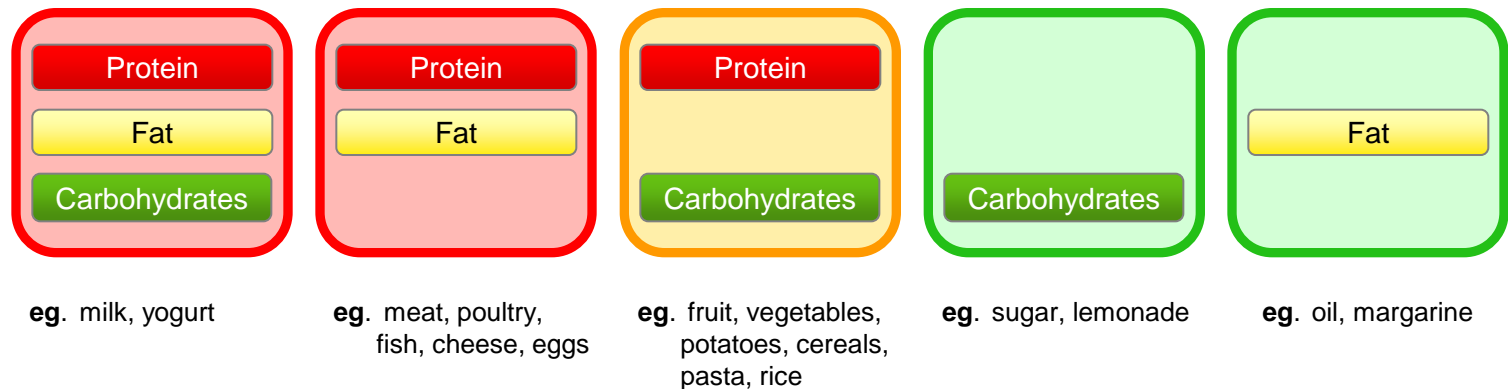 Protein
Fat
Carbohydrates
eg. milk, yogurt
Protein
Fat
eg. meat, poultry,
fish, cheese, eggs
Protein
Carbohydrates
eg. fruit, vegetables,
potatoes, cereals,
pasta, rice
Carbohydrates
eg. sugar, lemonade
Fat
eg. oil, margarine